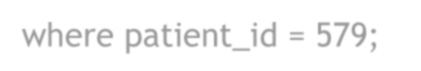 where patient_id = 579;